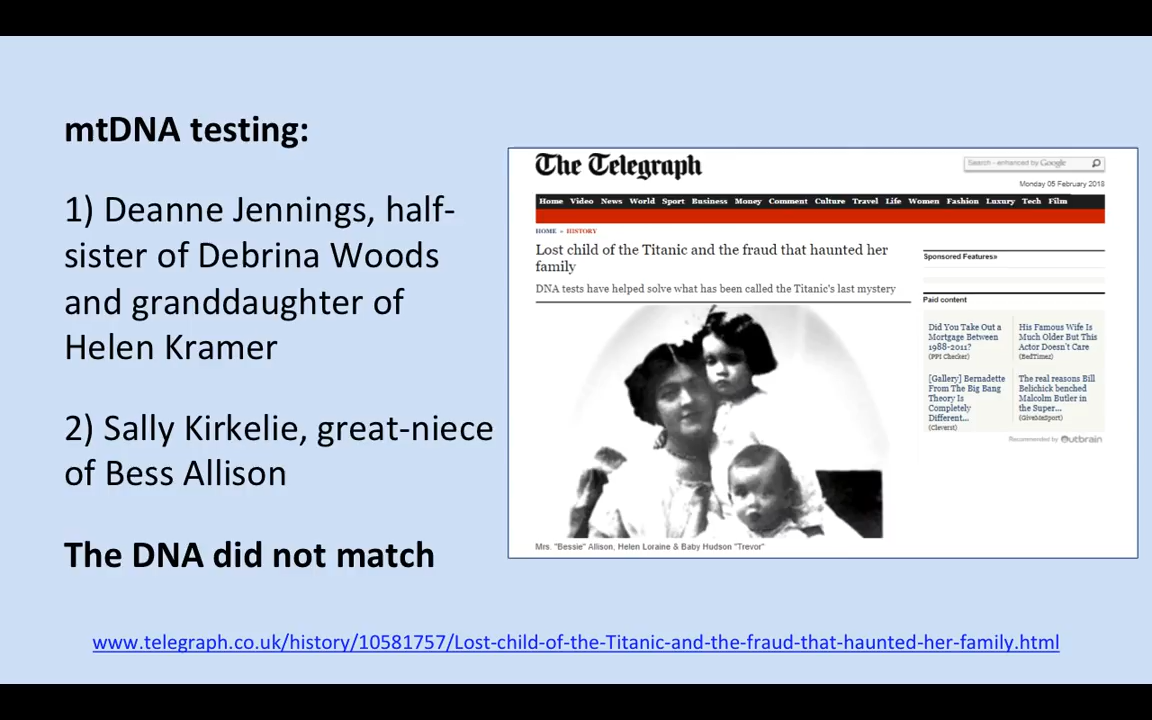 mtDNA testing:
1) Deanne Jennings, half-
sister of Debrina Woods
and granddaughter of
Helen Kramer
2) Sally Kirkelie, great-niece
of Bess Allison
The DNA did not match
The Telegraph
Search - enhanced by Google
Monday 05 February 2018
Home Video News World Sport Business Money Comment Culture Travel Life Women Fashion Luxury Tech Film
HOME » HISTORY
Lost child of the Titanic and the fraud that haunted her
family
DNA tests have helped solve what has been called the Titanic's last mystery
Mrs. "Bessie" Allison, Helen Loraine & Baby Hudson "Trevor"
Sponsored Features»
Paid content
Did You Take Out a
Mortgage Between
1988-2011?
(PPI Checker)
His Famous Wife Is
Much Older But This
Actor Doesn't Care
(BedTimez)
[Gallery] Bernadette
From The Big Bang
Theory Is
Completely
Different...
(Cleverst)
The real reasons Bill
Belichick benched
Malcolm Butler in
the Super...
(GiveMeSport)
Recommended by Outbrain
www.telegraph.co.uk/history/10581757/Lost-child-of-the-Titanic-and-the-fraud-that-haunted-her-family.html